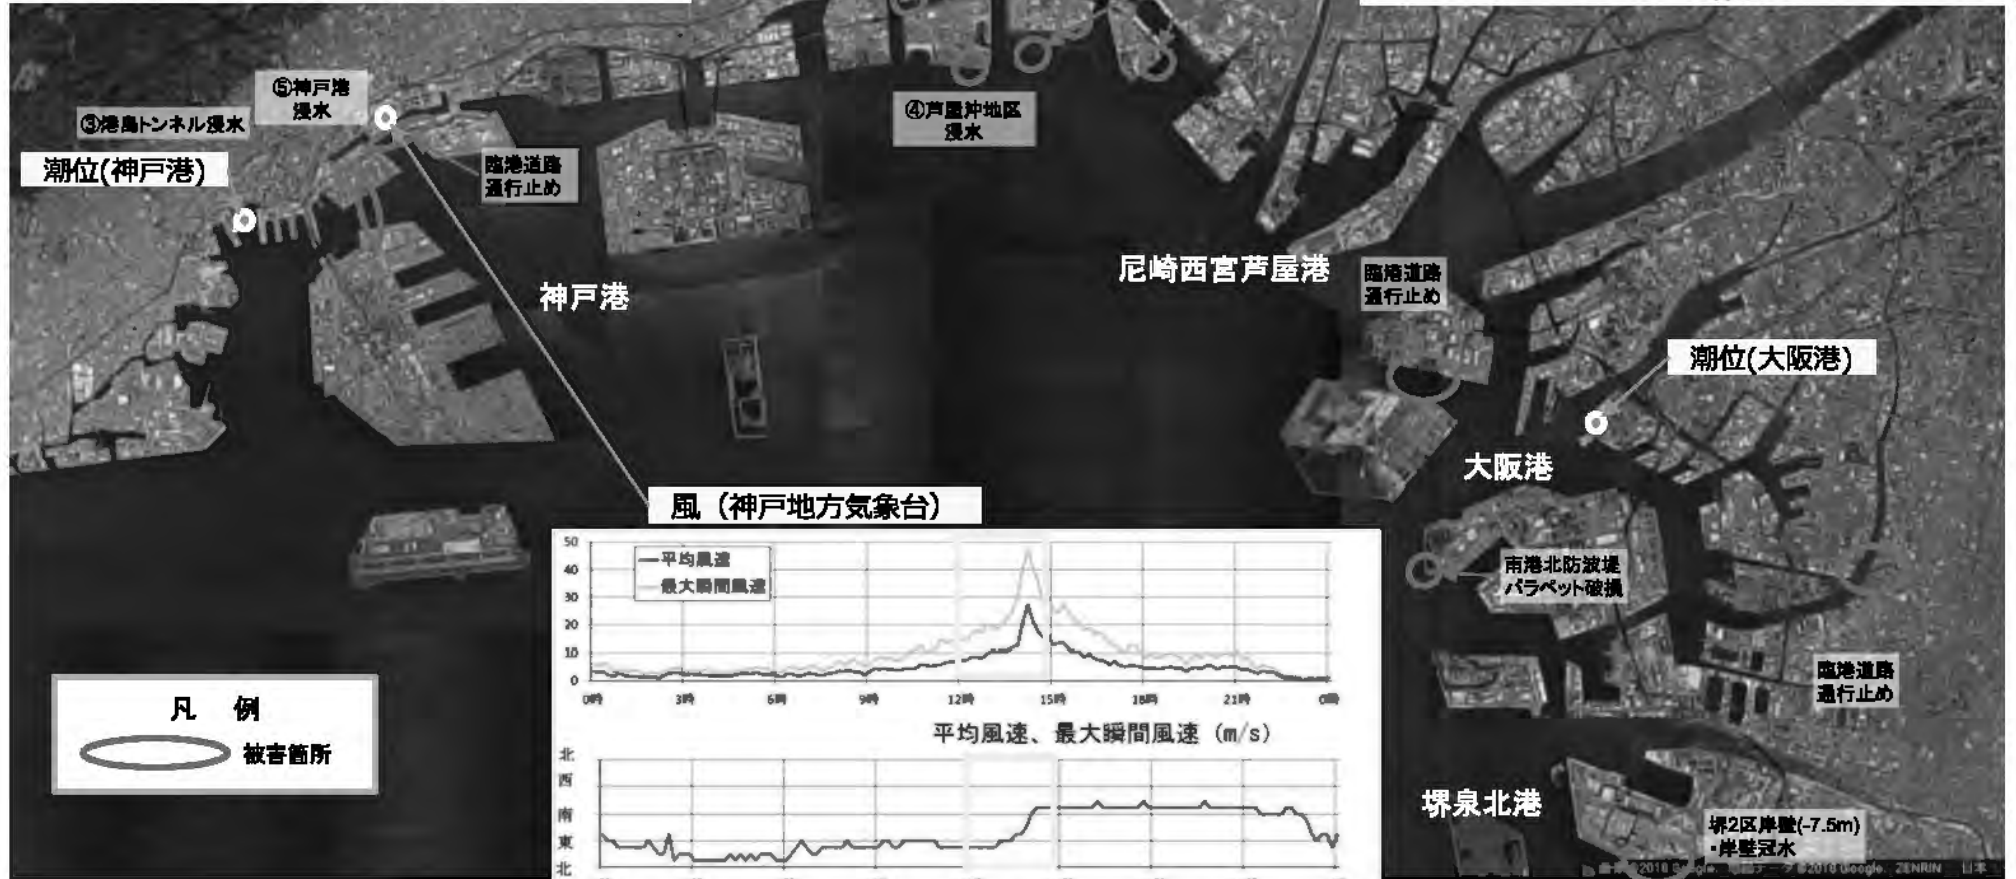 ⑤神戸港
浸水
③港島トンネル浸水
潮位(神戸港)
臨港道路
通行止め
④芦屋沖地区
浸水
神戸港
尼崎西宮芦屋港
臨港道路
通行止め
潮位(大阪港)
大阪港
風（神戸地方気象台）
50
40
30
20
10
0
平均風速
最大瞬間風速
0時 3時 6時 9時 12時 15時 18時 21時 0時
平均風速、最大瞬間風速（m/s）
北
西
南
東
北
南港北防波堤
パラペット破損
臨港道路
通行止め
凡 例
被害箇所
堺泉北港
堺2区岸壁(-7.5m)
・岸壁冠水
©2018 Google、ZENRIN 日本